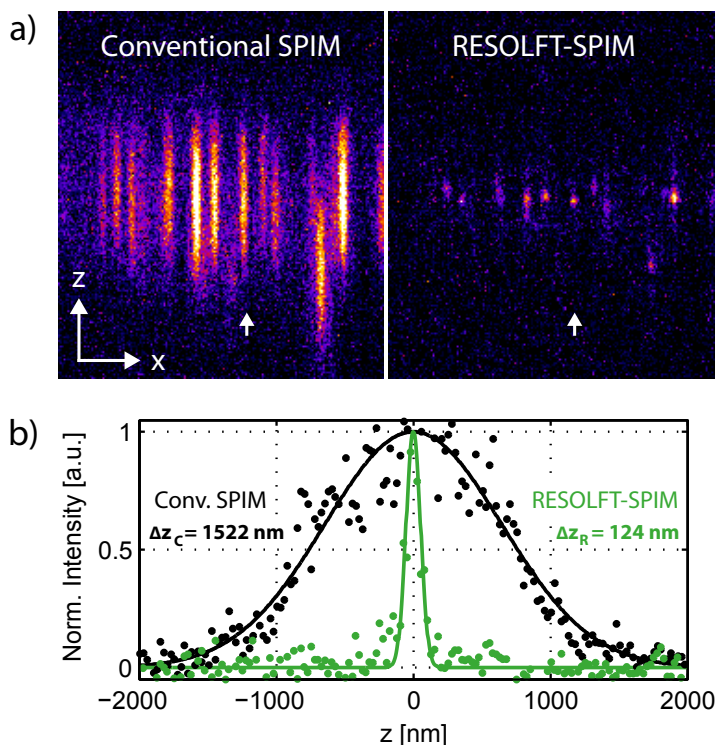 a)
Conventional SPIM
RESOLFT-SPIM
z
x
b)
Norm. Intensity [a.u.]
1
0.5
0
Conv. SPIM
Δz_C = 1522 nm
RESOLFT-SPIM
Δz_R = 124 nm
−2000 −1000 0 1000 2000
z [nm]